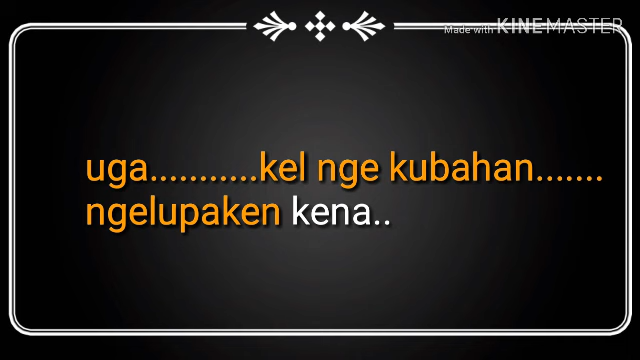 Made with KINEMASTER
uga...........kel nge kubahan.......
ngelupaken kena..